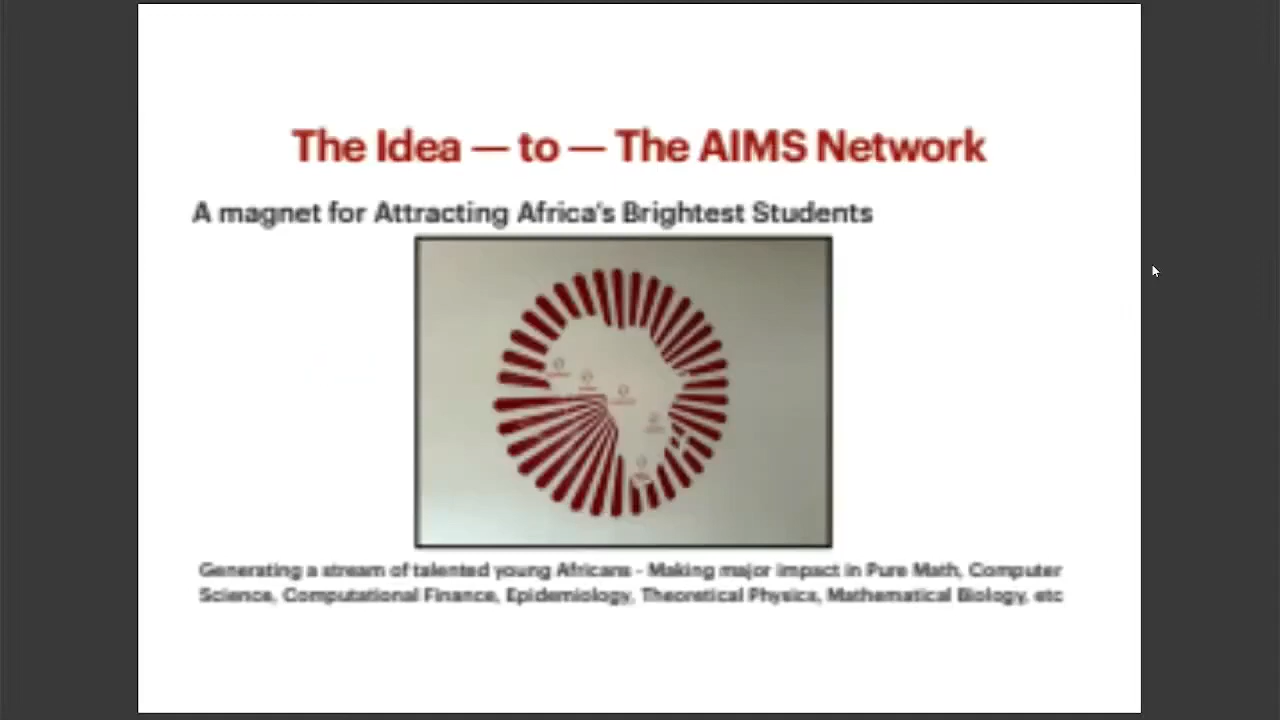 The Idea — to — The AIMS Network
A magnet for Attracting Africa's Brightest Students
Generating a stream of talented young Africans - Making major impact in Pure Math, Computer
Science, Computational Finance, Epidemiology, Theoretical Physics, Mathematical Biology, etc